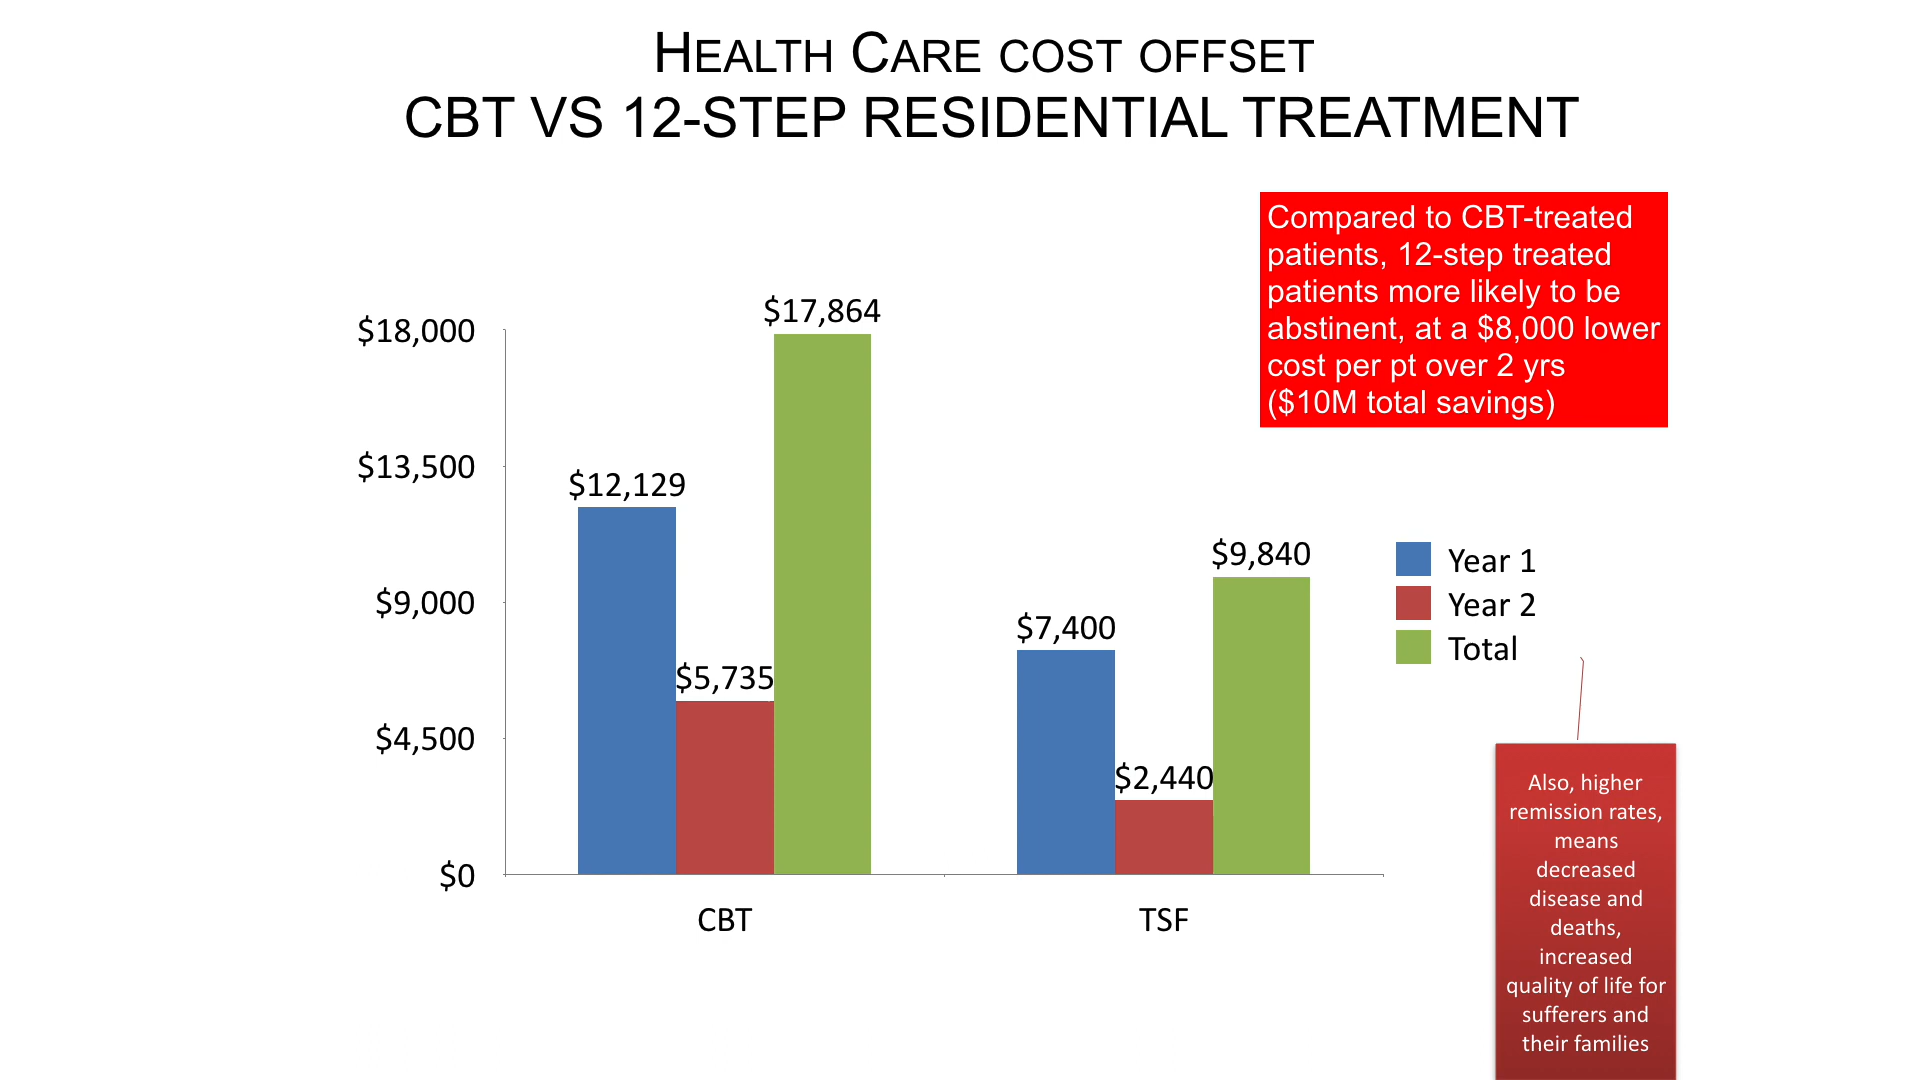 HEALTH CARE COST OFFSET
CBT VS 12-STEP RESIDENTIAL TREATMENT
Compared to CBT-treated
patients, 12-step treated
patients more likely to be
abstinent, at a $8,000 lower
cost per pt over 2 yrs
($10M total savings)
$18,000
$13,500
$9,000
$4,500
$0
$12,129
$5,735
$17,864
$7,400
$2,440
$9,840
CBT
TSF
Year 1
Year 2
Total
Also, higher
remission rates,
means
decreased
disease and
deaths,
increased
quality of life for
sufferers and
their families